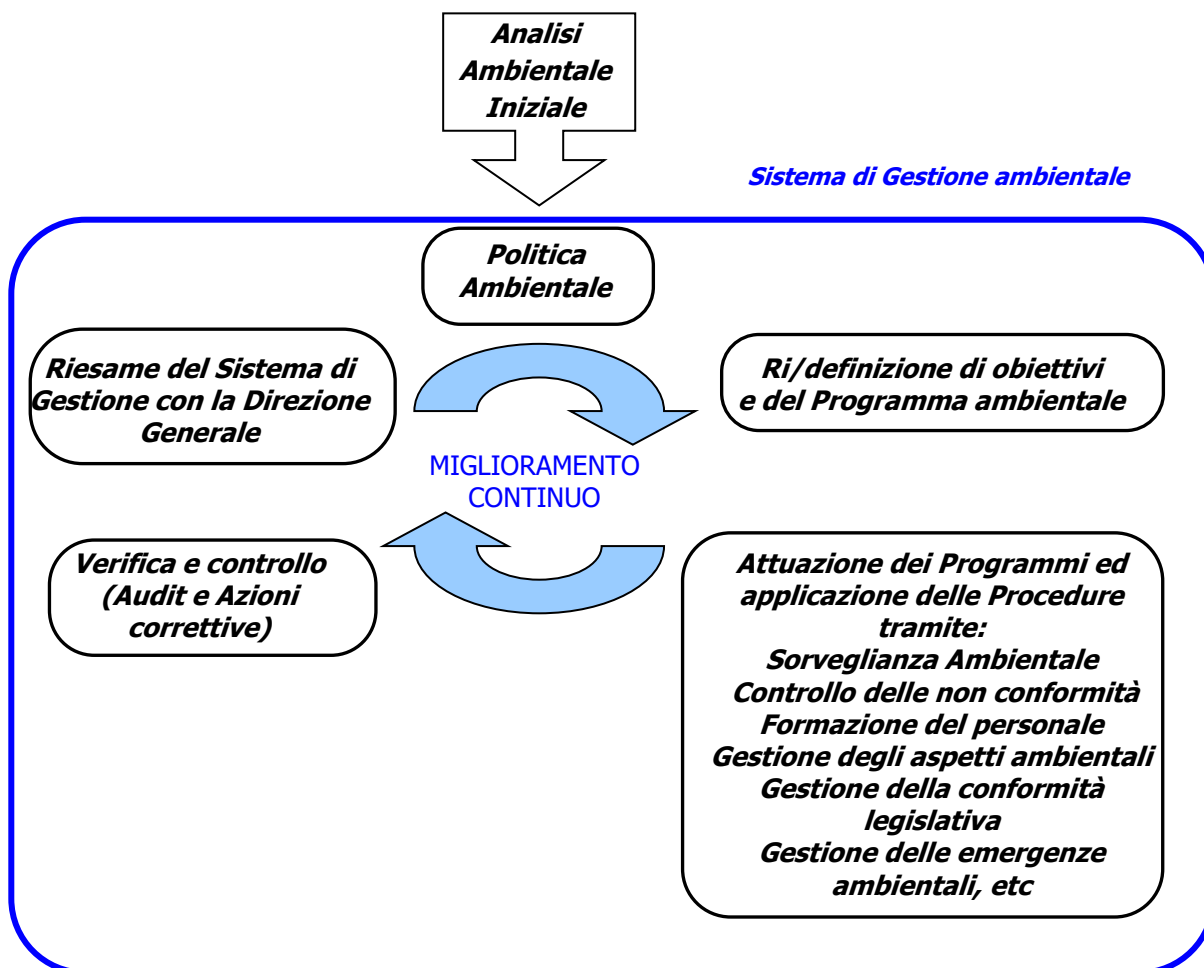 Analisi
Ambientale
Iniziale
Sistema di Gestione ambientale
Politica
Ambientale
Riesame del Sistema di
Gestione con la Direzione
Generale
Ri/definizione di obiettivi
e del Programma ambientale
MIGLIORAMENTO
CONTINUO
Verifica e controllo
(Audit e Azioni
correttive)
Attuazione dei Programmi ed
applicazione delle Procedure
tramite:
Sorveglianza Ambientale
Controllo delle non conformità
Formazione del personale
Gestione degli aspetti ambientali
Gestione della conformità
legislativa
Gestione delle emergenze
ambientali, etc